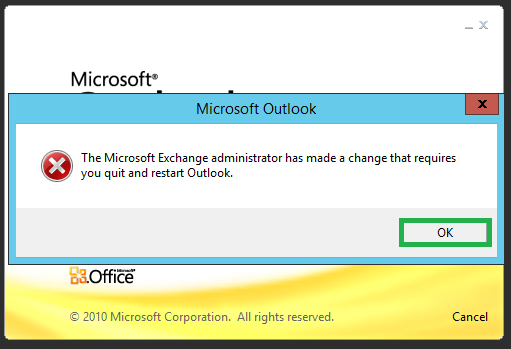 Microsoft®
Microsoft Outlook
x
The Microsoft Exchange administrator has made a change that requires
you quit and restart Outlook.
OK
Office
© 2010 Microsoft Corporation.  All rights reserved.
Cancel